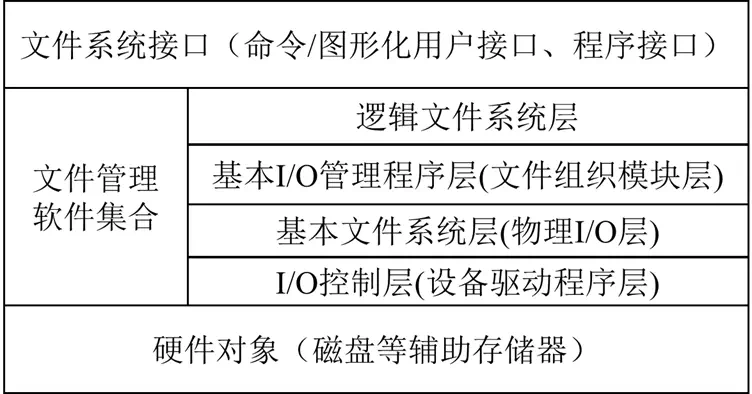 文件系统接口（命令/图形化用户接口、程序接口）
文件管理
软件集合
逻辑文件系统层
基本I/O管理程序层(文件组织模块层)
基本文件系统层(物理I/O层)
I/O控制层(设备驱动程序层)
硬件对象（磁盘等辅助存储器）